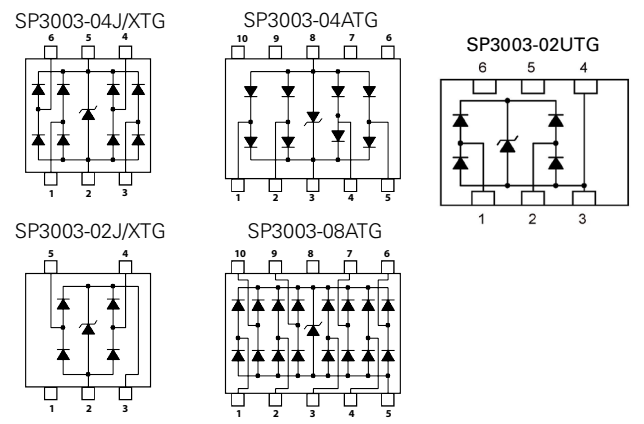 SP3003-04J/XTG
6 5 4
1 2 3
SP3003-04ATG
10 9 8 7 6
1 2 3 4 5
SP3003-02UTG
6 5 4
1 2 3
SP3003-02J/XTG
5 4
1 2 3
SP3003-08ATG
10 9 8 7 6
1 2 3 4 5